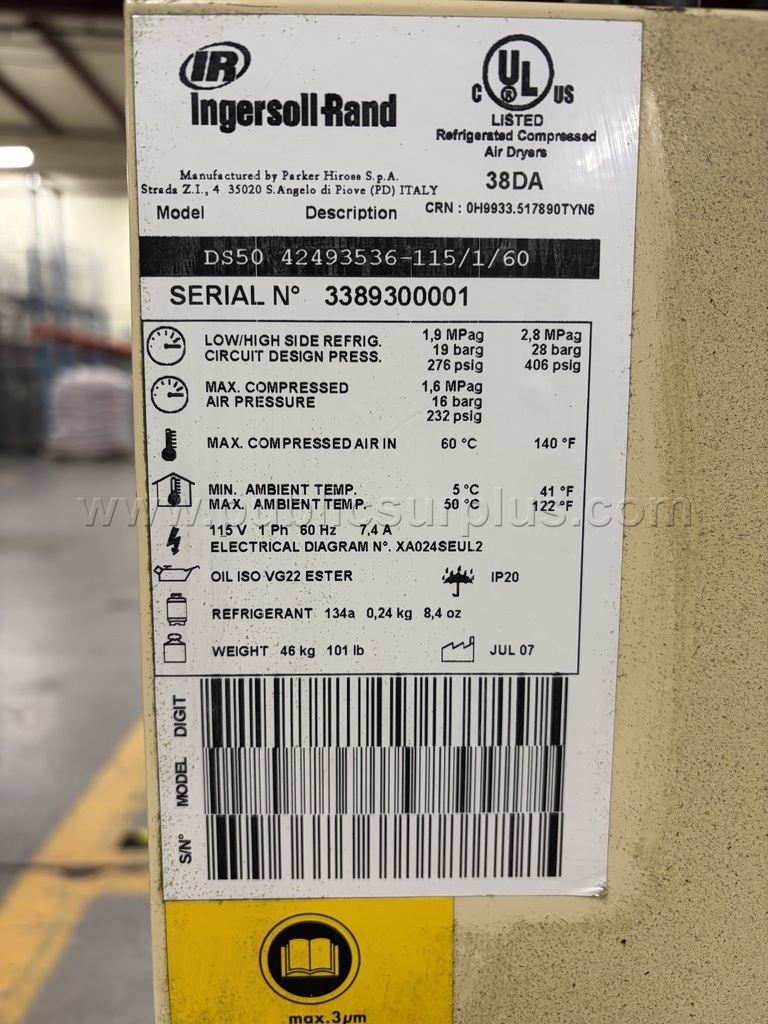 IR
Ingersoll-Rand
C UL ® US
LISTED
Refrigerated Compressed
Air Dryers
38DA
Manufactured by Parker Hiross S.p.A.
Strada Z.I., 4 35020 S.Angelo di Piove (PD) ITALY
CRN : 0H9933.517890TYN6
Model Description
DS50 42493536-115/1/60
SERIAL N° 3389300001
LOW/HIGH SIDE REFRIG. 1,9 MPag 2,8 MPag
CIRCUIT DESIGN PRESS. 19 barg 28 barg
276 psig 406 psig
MAX. COMPRESSED 1,6 MPag
AIR PRESSURE 16 barg
232 psig
MAX. COMPRESSED AIR IN 60 °C 140 °F
MIN. AMBIENT TEMP. 5 °C 41 °F
MAX. AMBIENT TEMP. 50 °C 122 °F
www.publicsurplus.com
115 V 1 Ph 60 Hz 7,4 A
ELECTRICAL DIAGRAM N°. XA024SEUL2
OIL ISO VG22 ESTER IP20
REFRIGERANT 134a 0,24 kg 8,4 oz
WEIGHT 46 kg 101 lb JUL 07
DIGIT
MODEL
S/N°
max.3µm